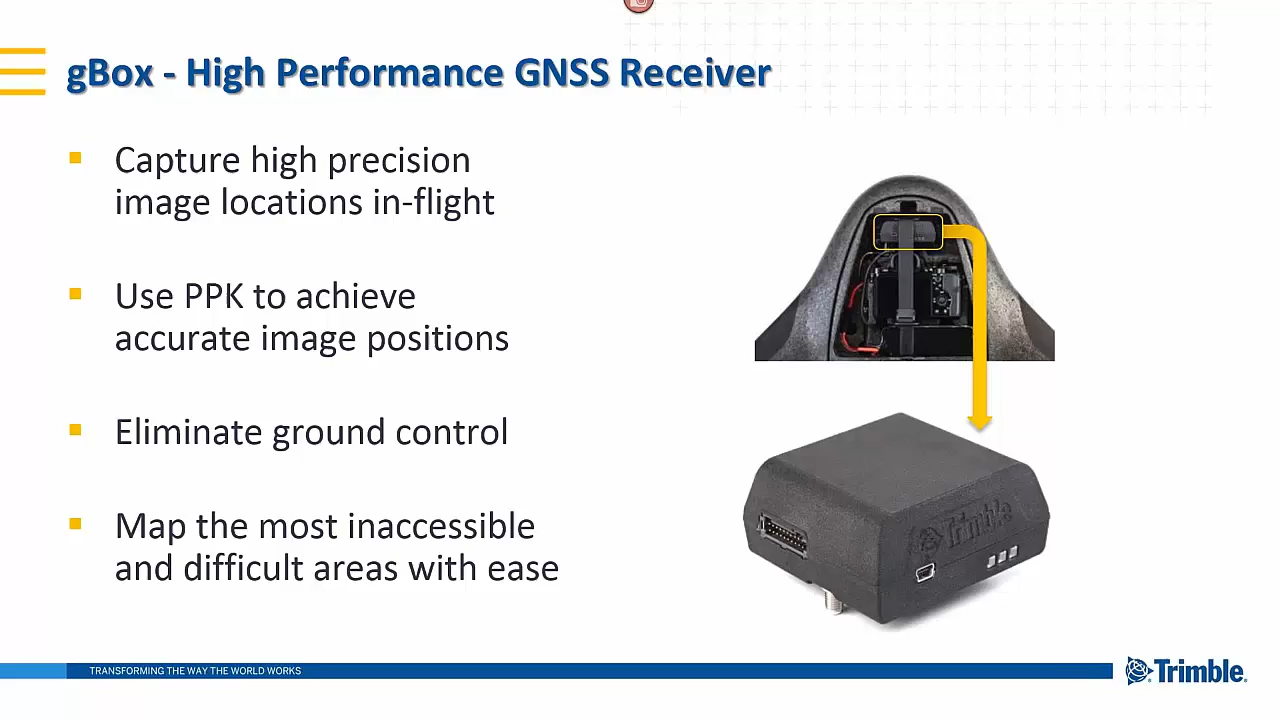 gBox - High Performance GNSS Receiver
Capture high precision
image locations in-flight
Use PPK to achieve
accurate image positions
Eliminate ground control
Map the most inaccessible
and difficult areas with ease
Trimble
TRANSFORMING THE WAY THE WORLD WORKS
Trimble